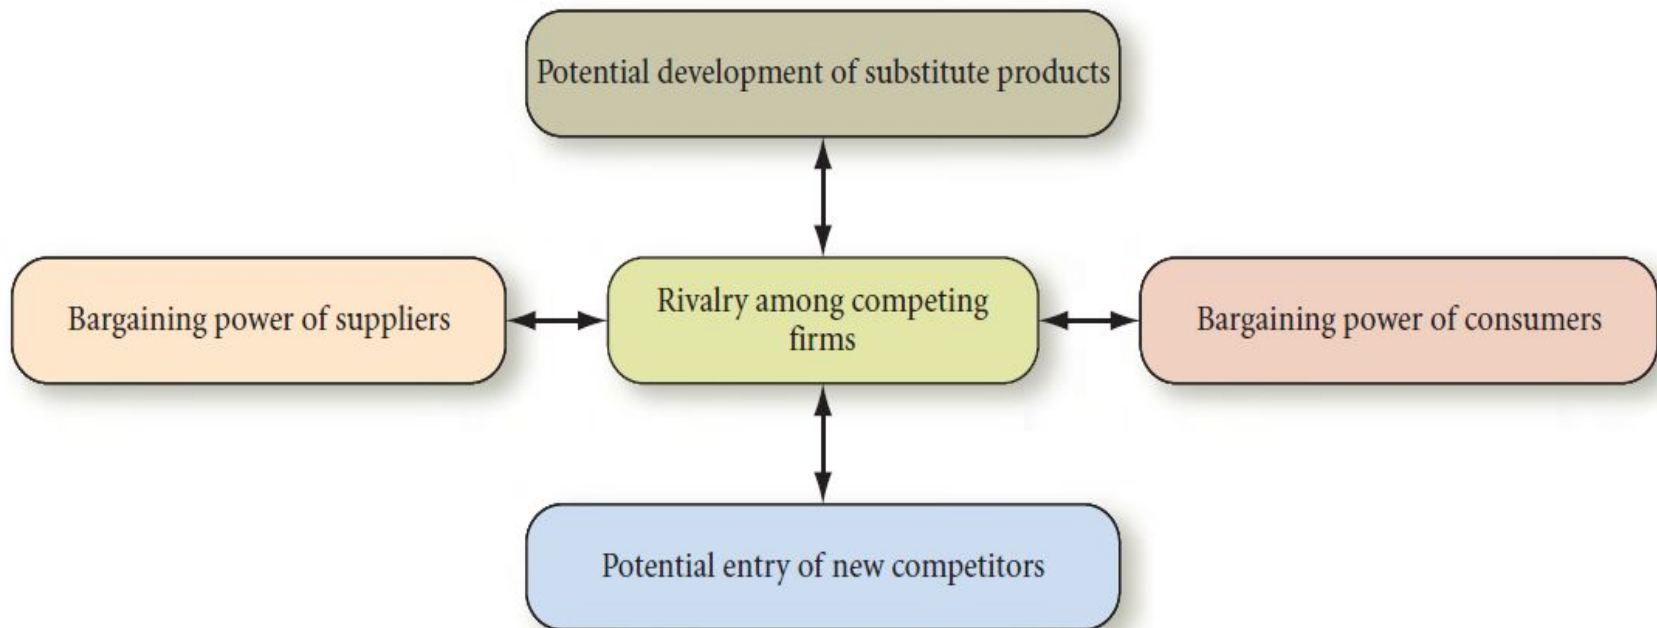 Potential development of substitute products
Bargaining power of suppliers
Rivalry among competing
firms
Bargaining power of consumers
Potential entry of new competitors